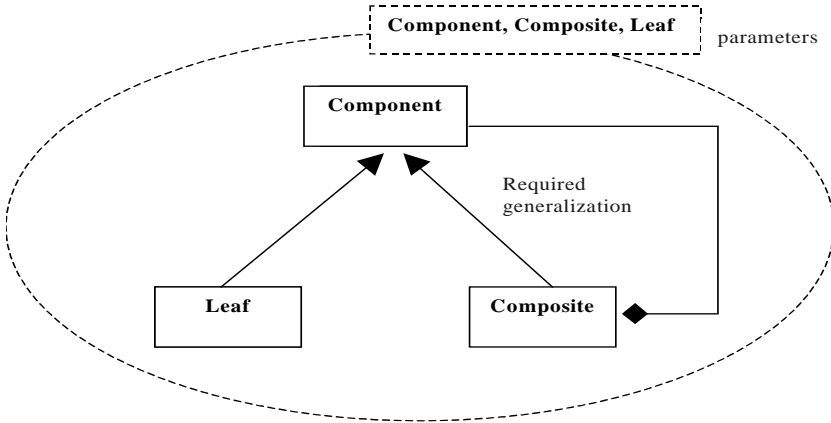 Component, Composite, Leaf
parameters
Component
Required
generalization
Leaf
Composite